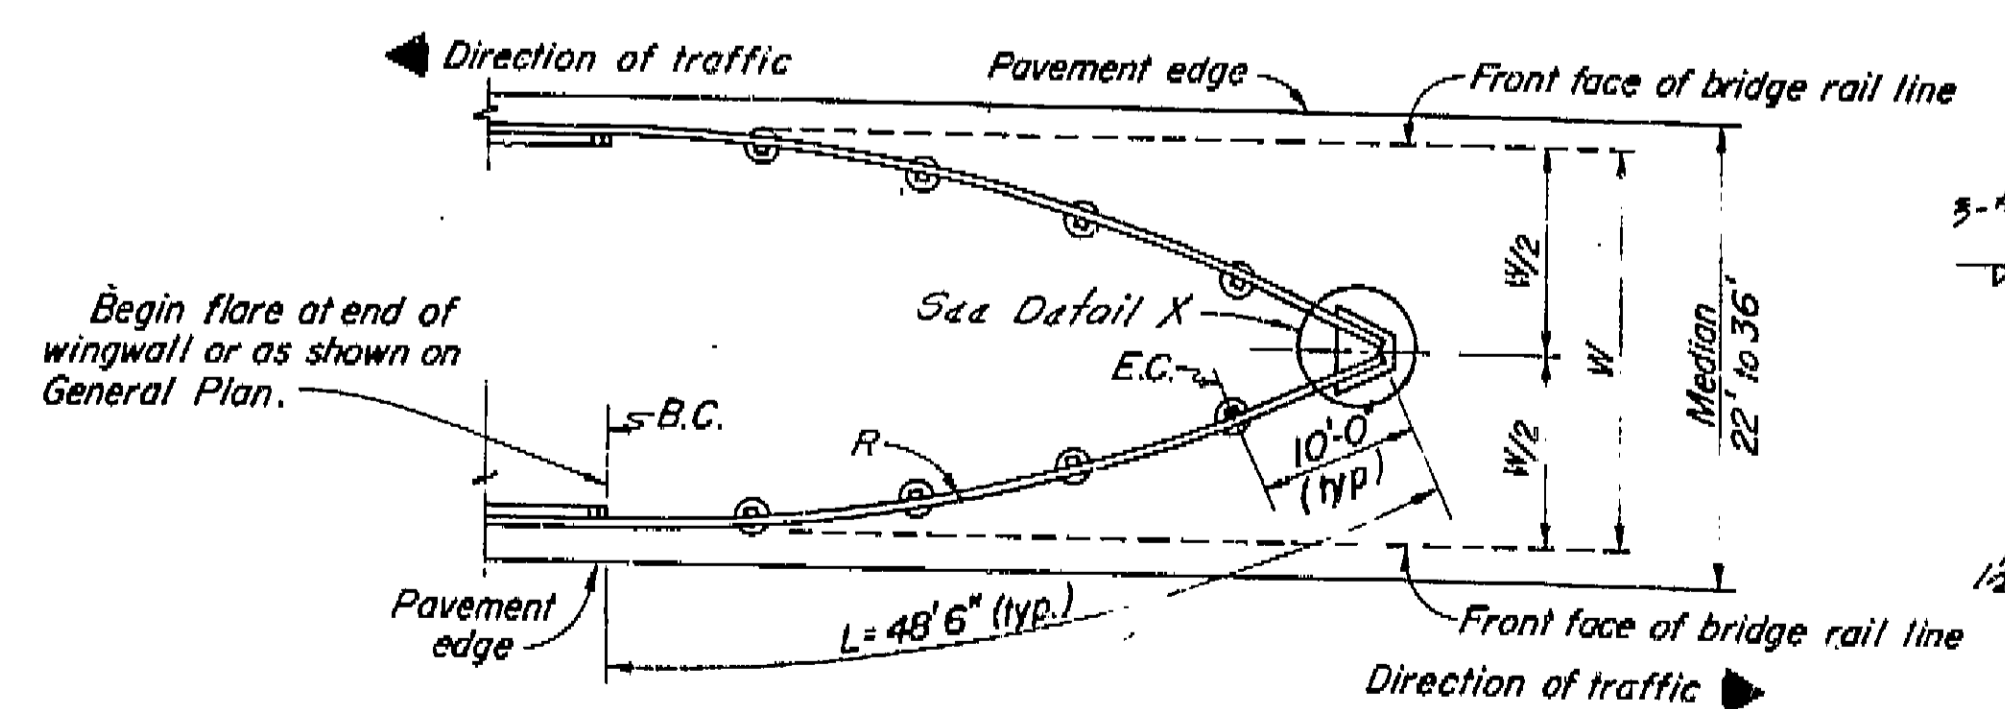 Direction of traffic
Pavement edge
Front face of bridge rail line
Begin flare at end of
wingwall or as shown on
General Plan.
See Detail X
E.C.
B.C.
R
10'-0"
(typ)
W/2
W
W/2
Median
22' to 36'
Pavement
edge
L= 48'6" (typ.)
Front face of bridge rail line
Direction of traffic